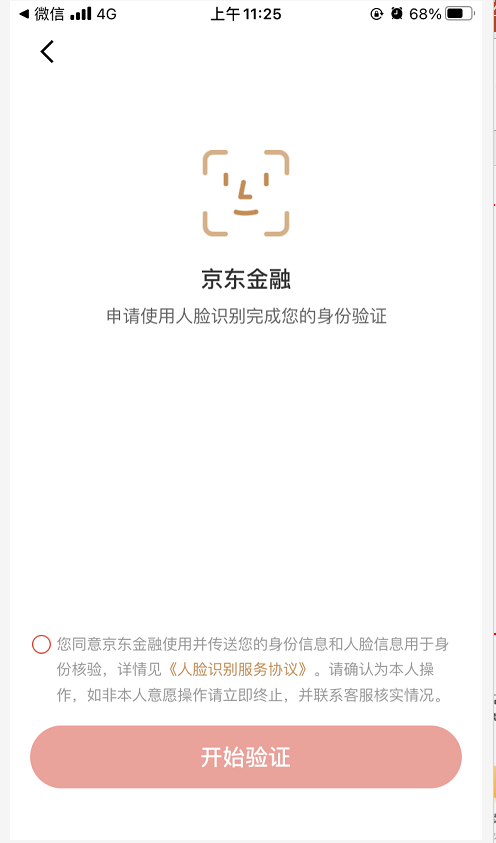 微信 4G 上午11:25 68%
京东金融
申请使用人脸识别完成您的身份验证
您同意京东金融使用并传送您的身份信息和人脸信息用于身
份核验，详情见《人脸识别服务协议》。请确认为本人操
作，如非本人意愿操作请立即终止，并联系客服核实情况。
开始验证